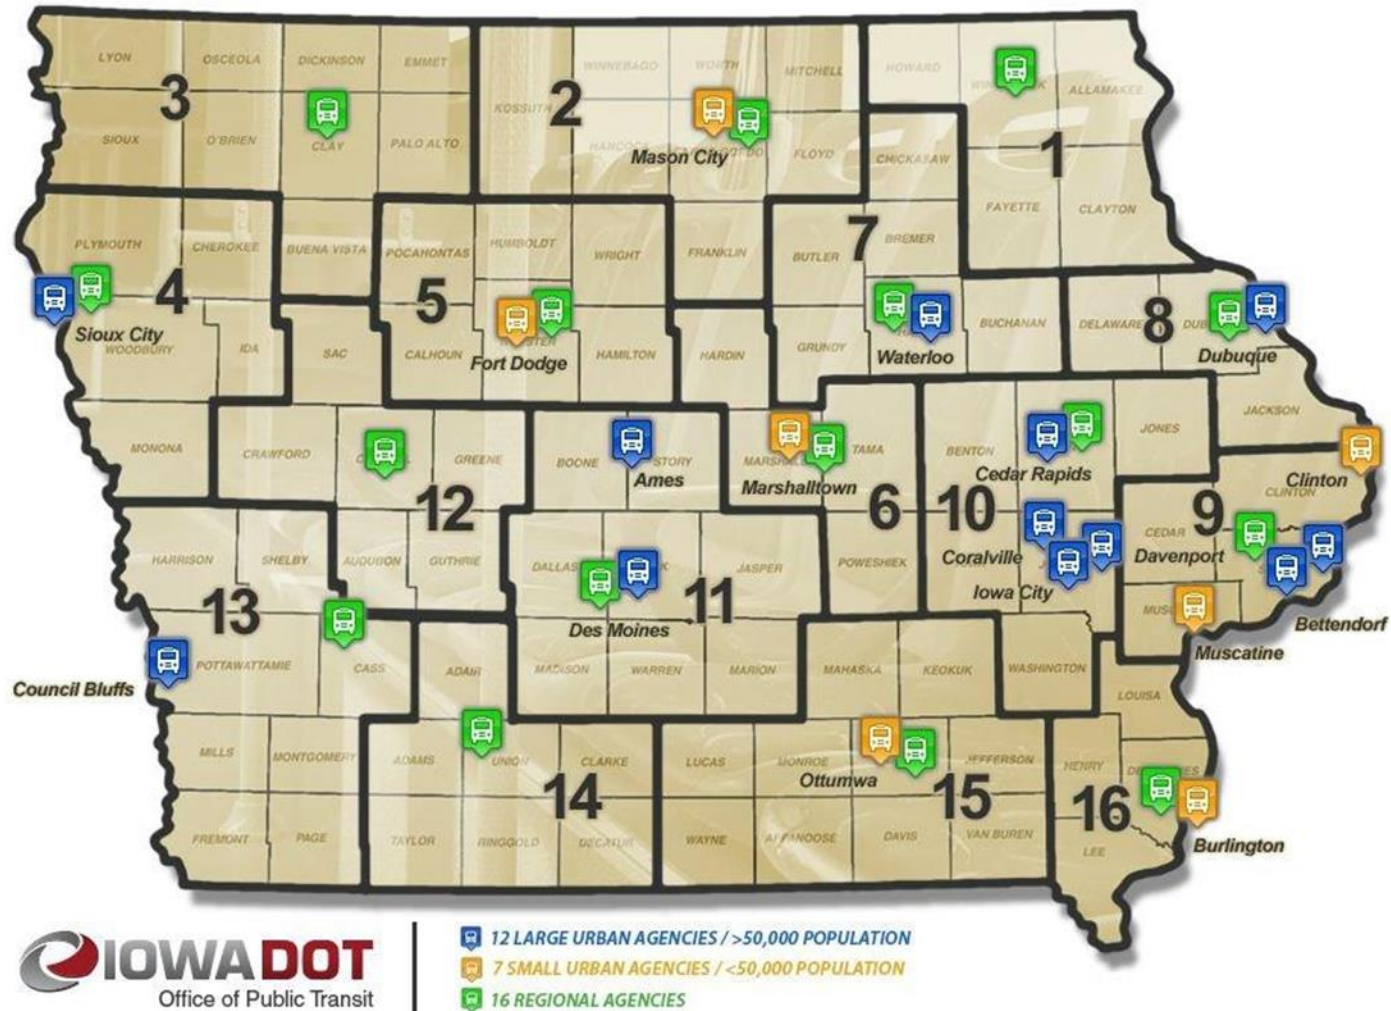 LYON
OSCEOLA
DICKINSON
EMMET
WINNEBAGO
WORTH
MITCHELL
HOWARD
ALLAMAKEE
3
2
KOSSUTH
SIOUX
O'BRIEN
CLAY
PALO ALTO
HANCOCK
Mason City
FLOYD
CHICKASAW
1
FAYETTE
CLAYTON
PLYMOUTH
CHEROKEE
BUENA VISTA
POCAHONTAS
HUMBOLDT
WRIGHT
FRANKLIN
BUTLER
7
BREMER
4
5
8
Sioux City
WOODBURY
IDA
SAC
CALHOUN
Fort Dodge
HAMILTON
HARDIN
GRUNDY
Waterloo
BUCHANAN
DELAWARE
Dubuque
JACKSON
MONONA
CRAWFORD
GREENE
BOONE
STORY
Ames
Marshalltown
TAMA
BENTON
Cedar Rapids
JONES
Clinton
CLINTON
12
6
10
9
HARRISON
SHELBY
AUDUBON
GUTHRIE
DALLAS
JASPER
POWESHIEK
Coralville
Iowa City
CEDAR
Davenport
13
11
Des Moines
Bettendorf
Muscatine
Council Bluffs
POTTAWATTAMIE
CASS
ADAIR
MADISON
WARREN
MARION
MAHASKA
KEOKUK
WASHINGTON
LOUISA
MILLS
MONTGOMERY
ADAMS
UNION
CLARKE
LUCAS
MONROE
Ottumwa
JEFFERSON
HENRY
14
15
16
FREMONT
PAGE
TAYLOR
RINGGOLD
DECATUR
WAYNE
APPANOOSE
DAVIS
VAN BUREN
LEE
Burlington
IOWADOT
Office of Public Transit
12 LARGE URBAN AGENCIES / >50,000 POPULATION
7 SMALL URBAN AGENCIES / <50,000 POPULATION
16 REGIONAL AGENCIES